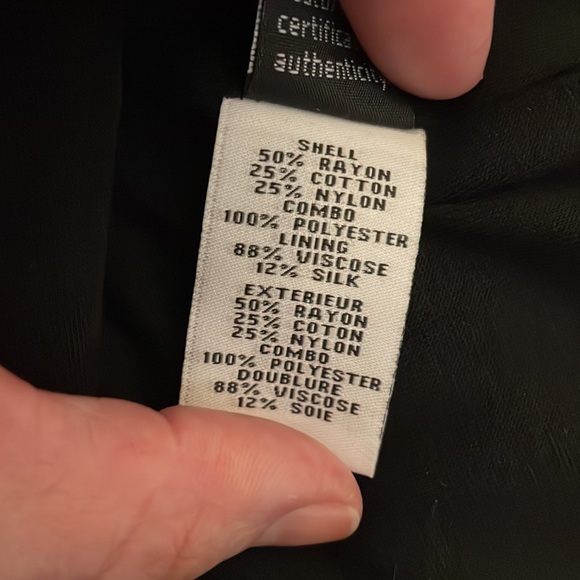 certifica
authenticity
SHELL
50% RAYON
25% COTTON
25% NYLON
COMBO
100% POLYESTER
LINING
88% VISCOSE
12% SILK
EXTERIEUR
50% RAYON
25% COTON
25% NYLON
COMBO
100% POLYESTER
DOUBLURE
88% VISCOSE
12% SOIE